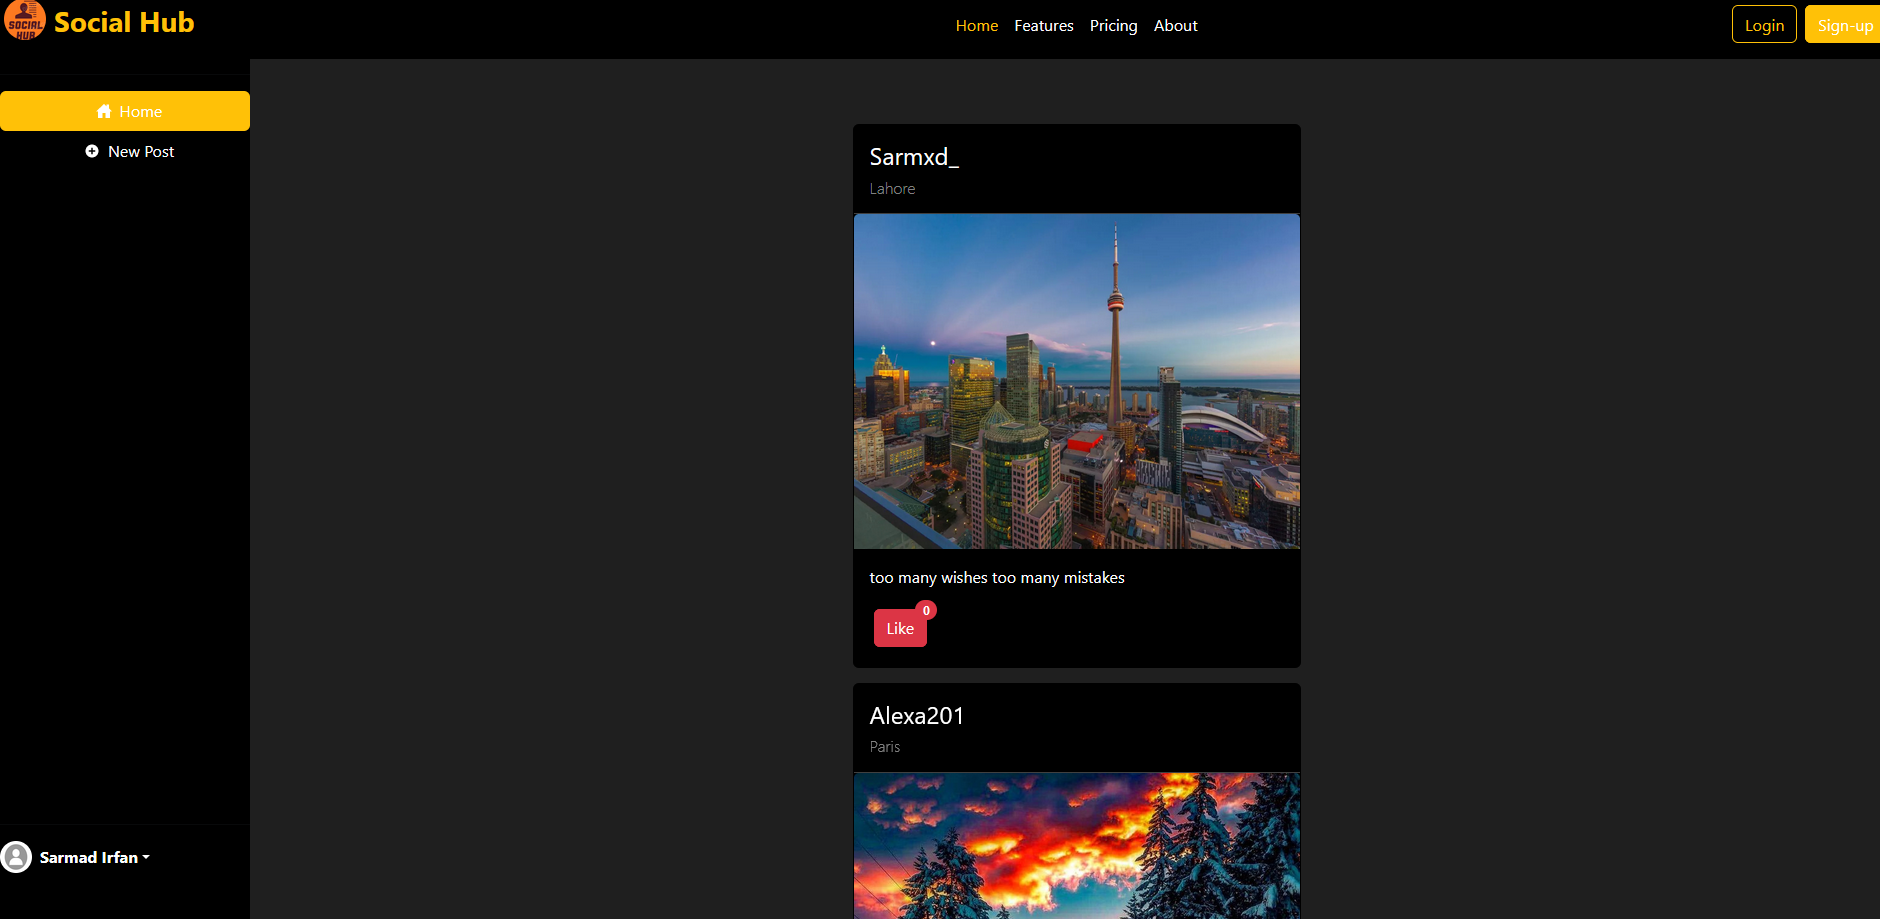 SOCIAL
HUB
Social Hub
Home Features Pricing About
Login Sign-up
Home
New Post
Sarmxd_
Lahore
too many wishes too many mistakes
0
Like
Alexa201
Paris
Sarmad Irfan